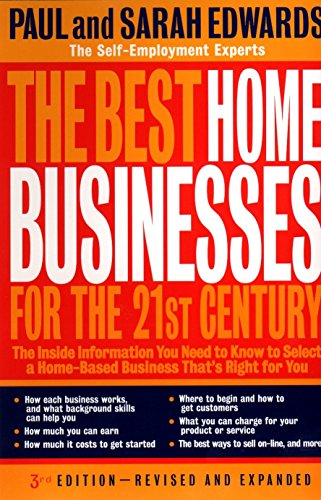 PAUL and SARAH EDWARDS
The Self-Employment Experts
THE BEST HOME
BUSINESSES
FOR THE 21ST CENTURY
The Inside Information You Need to Know to Select
a Home-Based Business That's Right for You
• How each business works,
and what background skills
can help you
• How much you can earn
• How much it costs to get started
• Where to begin and how to
get customers
• What you can charge for your
product or service
• The best ways to sell on-line, and more
3rd EDITION—REVISED AND EXPANDED